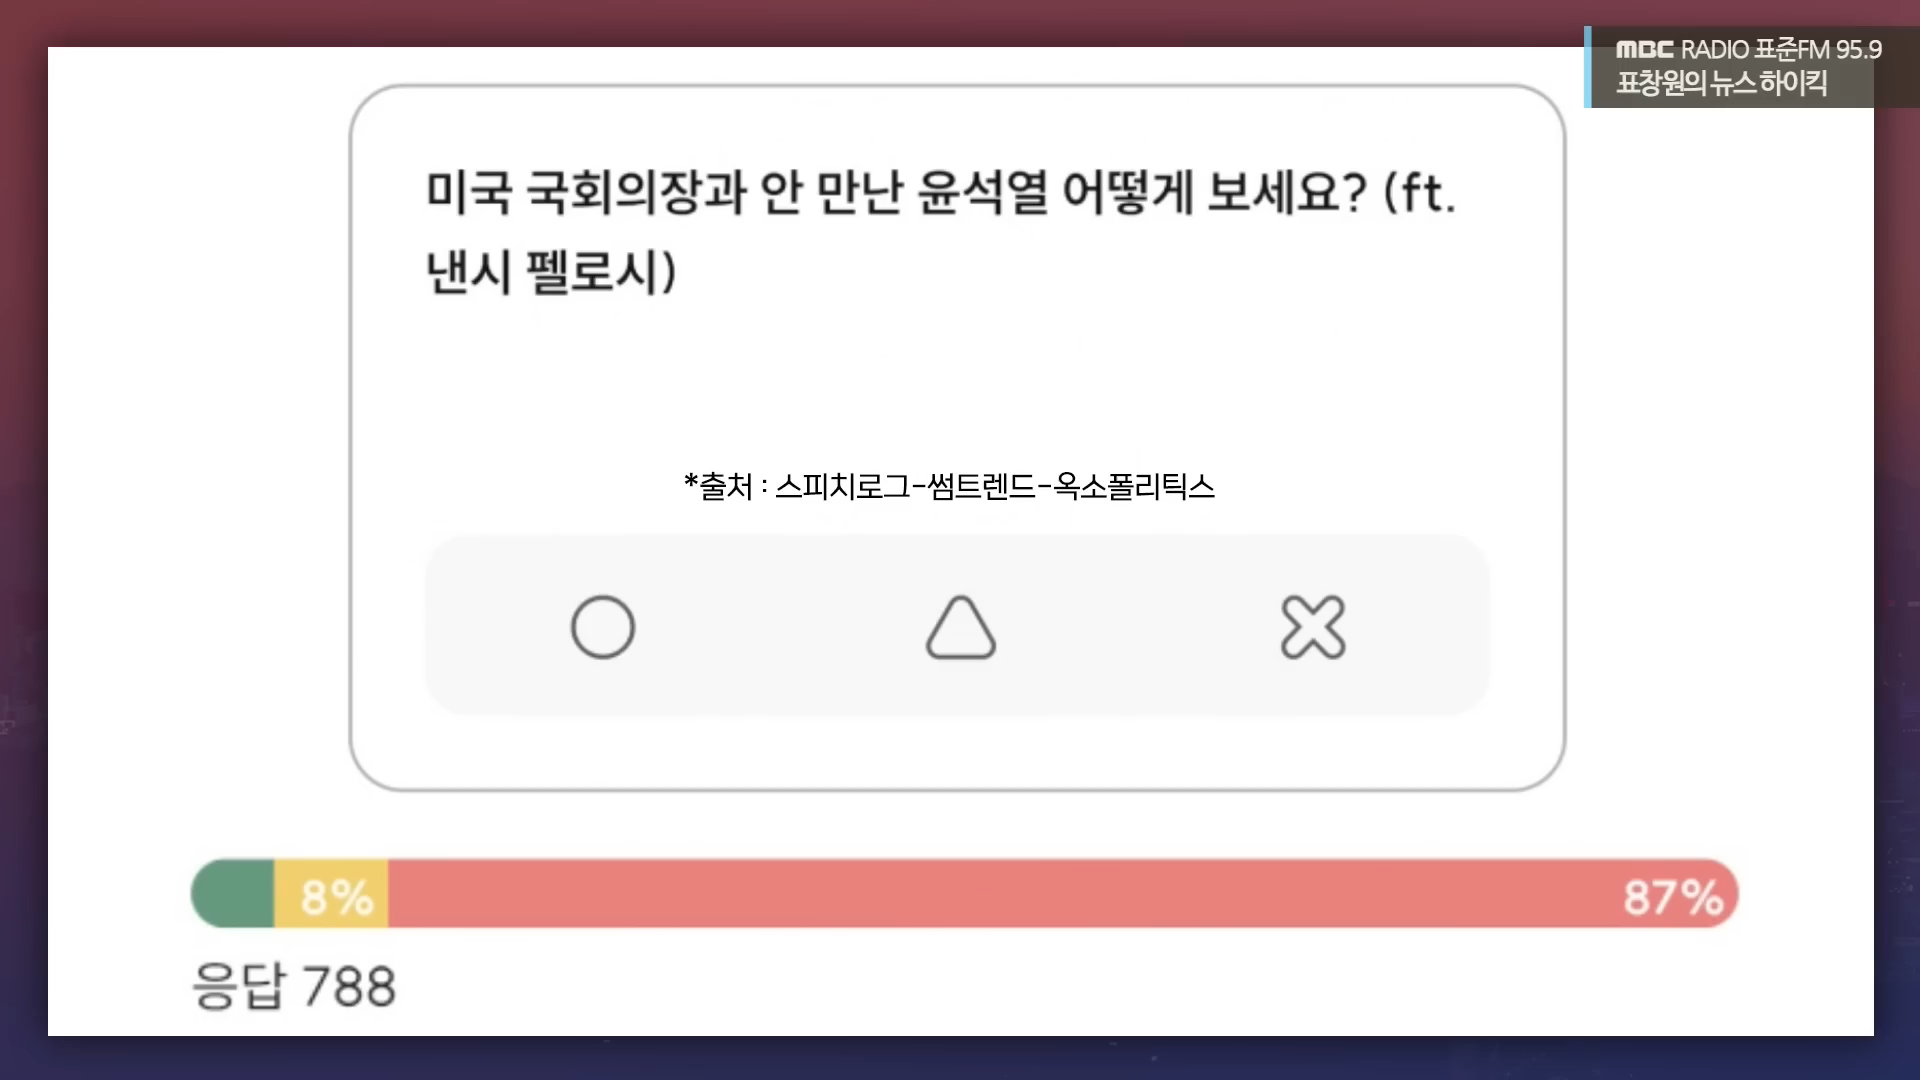 MBC RADIO 표준FM 95.9
표창원의 뉴스 하이킥
미국 국회의장과 안 만난 윤석열 어떻게 보세요? (ft.
낸시 펠로시)
*출처 : 스피치로그-썸트렌드-옥소폴리틱스
8% 87%
응답 788